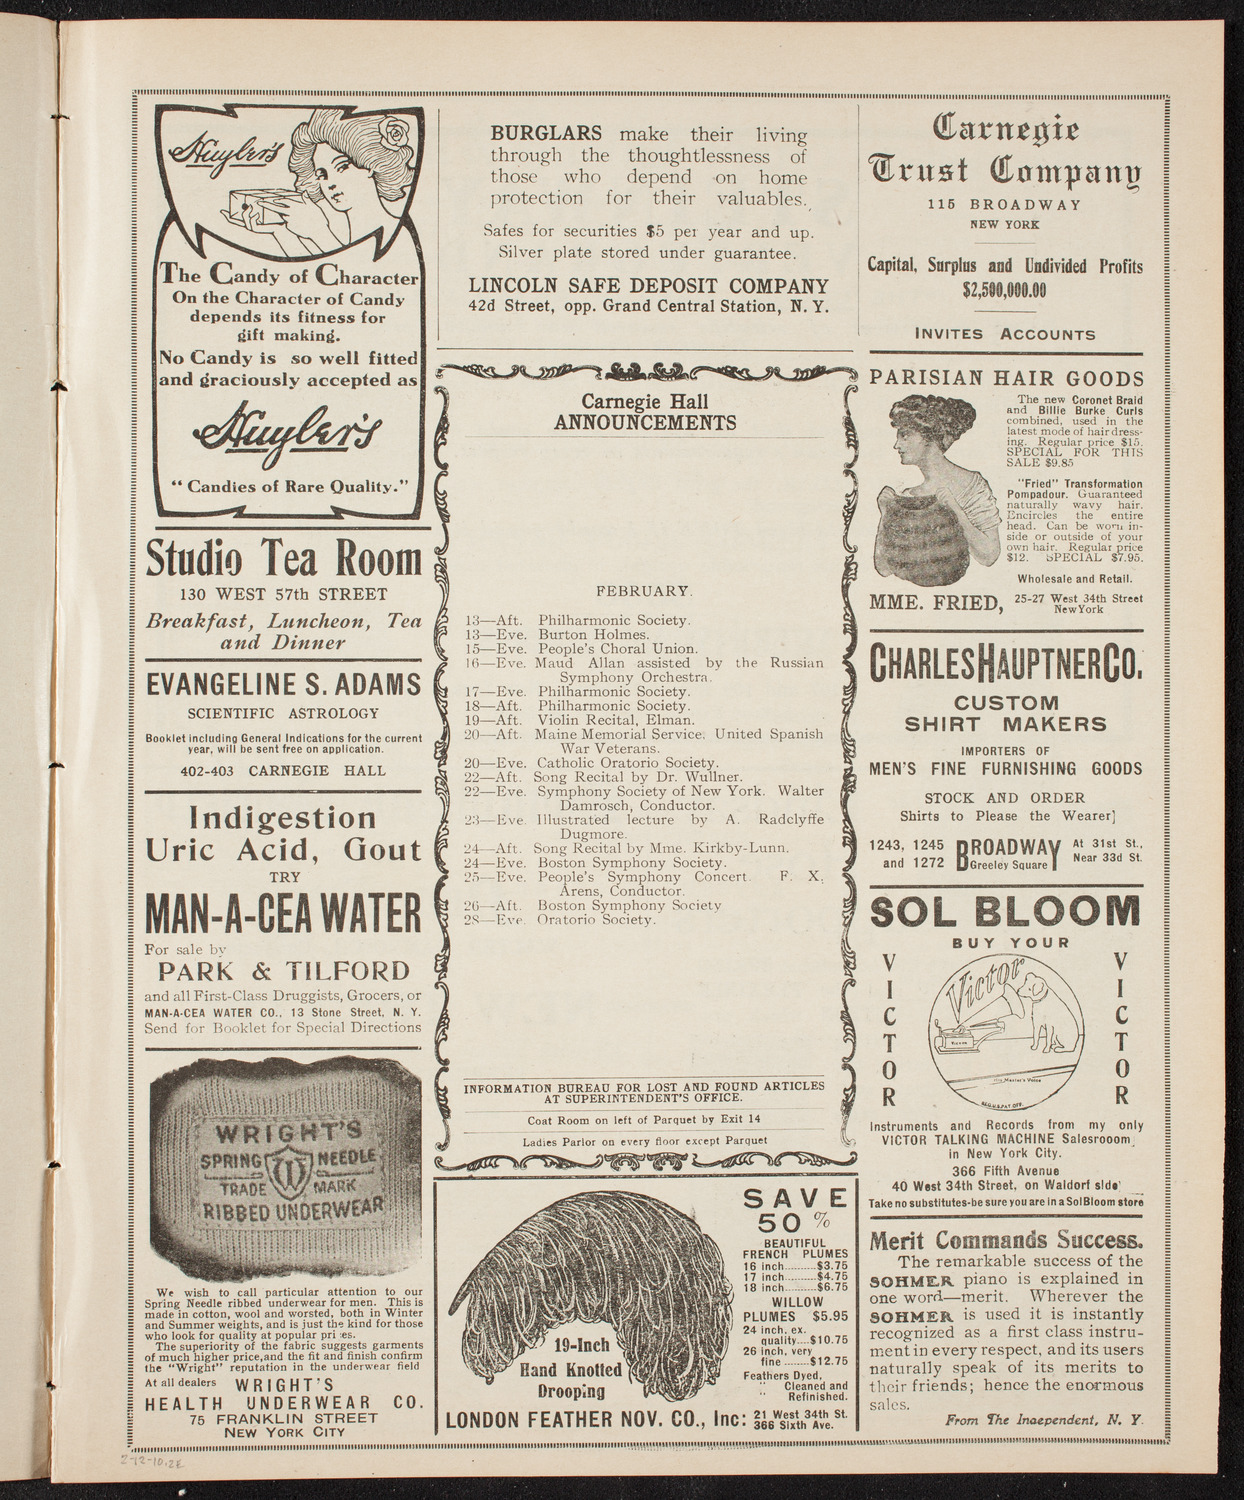 Huyler's
The Candy of Character
On the Character of Candy
depends its fitness for
gift making.
No Candy is so well fitted
and graciously accepted as
Huyler's
"Candies of Rare Quality."
Studio Tea Room
130 WEST 57th STREET
Breakfast, Luncheon, Tea
and Dinner
EVANGELINE S. ADAMS
SCIENTIFIC ASTROLOGY
Booklet including General Indications for the current
year, will be sent free on application.
402-403 CARNEGIE HALL
Indigestion
Uric Acid, Gout
TRY
MAN-A-CEA WATER
For sale by
PARK & TILFORD
and all First-Class Druggists, Grocers, or
MAN-A-CEA WATER CO., 13 Stone Street, N. Y.
Send for Booklet for Special Directions
WRIGHT'S
SPRING NEEDLE
TRADE MARK
RIBBED UNDERWEAR
We wish to call particular attention to our
Spring Needle ribbed underwear for men. This is
made in cotton, wool and worsted, both in Winter
and Summer weights, and is just the kind for those
who look for quality at popular pri es.
The superiority of the fabric suggests garments
of much higher price,and the fit and finish confirm
the "Wright" reputation in the underwear field
At all dealers WRIGHT'S
HEALTH UNDERWEAR CO.
75 FRANKLIN STREET
NEW YORK CITY
BURGLARS make their living
through the thoughtlessness of
those who depend on home
protection for their valuables.
Safes for securities $5 per year and up.
Silver plate stored under guarantee.
LINCOLN SAFE DEPOSIT COMPANY
42d Street, opp. Grand Central Station, N. Y.
Carnegie Hall
ANNOUNCEMENTS
FEBRUARY.
13—Aft. Philharmonic Society.
13—Eve. Burton Holmes.
15—Eve. People's Choral Union.
16—Eve. Maud Allan assisted by the Russian
Symphony Orchestra.
17—Eve. Philharmonic Society.
18—Aft. Philharmonic Society.
19—Aft. Violin Recital, Elman.
20—Aft. Maine Memorial Service. United Spanish
War Veterans.
20—Eve. Catholic Oratorio Society.
22—Aft. Song Recital by Dr. Wullner.
22—Eve. Symphony Society of New York. Walter
Damrosch, Conductor.
23—Eve. Illustrated lecture by A. Radclyffe
Dugmore.
24—Aft. Song Recital by Mme. Kirkby-Lunn.
24—Eve. Boston Symphony Society.
25—Eve. People's Symphony Concert. F. X.
Arens, Conductor.
26—Aft. Boston Symphony Society
28—Eve. Oratorio Society.
INFORMATION BUREAU FOR LOST AND FOUND ARTICLES
AT SUPERINTENDENT'S OFFICE.
Coat Room on left of Parquet by Exit 14
Ladies Parlor on every floor except Parquet
19-Inch
Hand Knotted
Drooping
SAVE
50 %
BEAUTIFUL
FRENCH PLUMES
16 inch..........$3.75
17 inch..........$4.75
18 inch..........$6.75
WILLOW
PLUMES $5.95
24 inch, ex.
quality....$10.75
26 inch, very
fine ........$12.75
Feathers Dyed,
" Cleaned and
" Refinished.
LONDON FEATHER NOV. CO., Inc: 21 West 34th St.
366 Sixth Ave.
Carnegie
Trust Company
115 BROADWAY
NEW YORK
Capital, Surplus and Undivided Profits
$2,500,000.00
INVITES ACCOUNTS
PARISIAN HAIR GOODS
The new Coronet Braid
and Billie Burke Curls
combined, used in the
latest mode of hairdress-
ing. Regular price $15.
SPECIAL FOR THIS
SALE $9.85
"Fried" Transformation
Pompadour. Guaranteed
naturally wavy hair.
Encircles the entire
head. Can be worn in-
side or outside of your
own hair. Regular price
$12. SPECIAL $7.95.
Wholesale and Retail.
MME. FRIED, 25-27 West 34th Street
NewYork
CHARLES HAUPTNER CO.
CUSTOM
SHIRT MAKERS
IMPORTERS OF
MEN'S FINE FURNISHING GOODS
STOCK AND ORDER
Shirts to Please the Wearer]
1243, 1245 and 1272 BROADWAY Greeley Square At 31st St., Near 33d St.
SOL BLOOM
BUY YOUR
VICTOR
Victor
Victor
His Master's Voice
REG.U.S.PAT.OFF.
VICTOR
Instruments and Records from my only
VICTOR TALKING MACHINE Salesrooom
in New York City.
366 Fifth Avenue
40 West 34th Street, on Waldorf side
Take no substitutes-be sure you are in a Sol Bloom store
Merit Commands Success.
The remarkable success of the
SOHMER piano is explained in
one word—merit. Wherever the
SOHMER is used it is instantly
recognized as a first class instru-
ment in every respect, and its users
naturally speak of its merits to
their friends; hence the enormous
sales.
From The Independent, N. Y.
2-12-10.2E